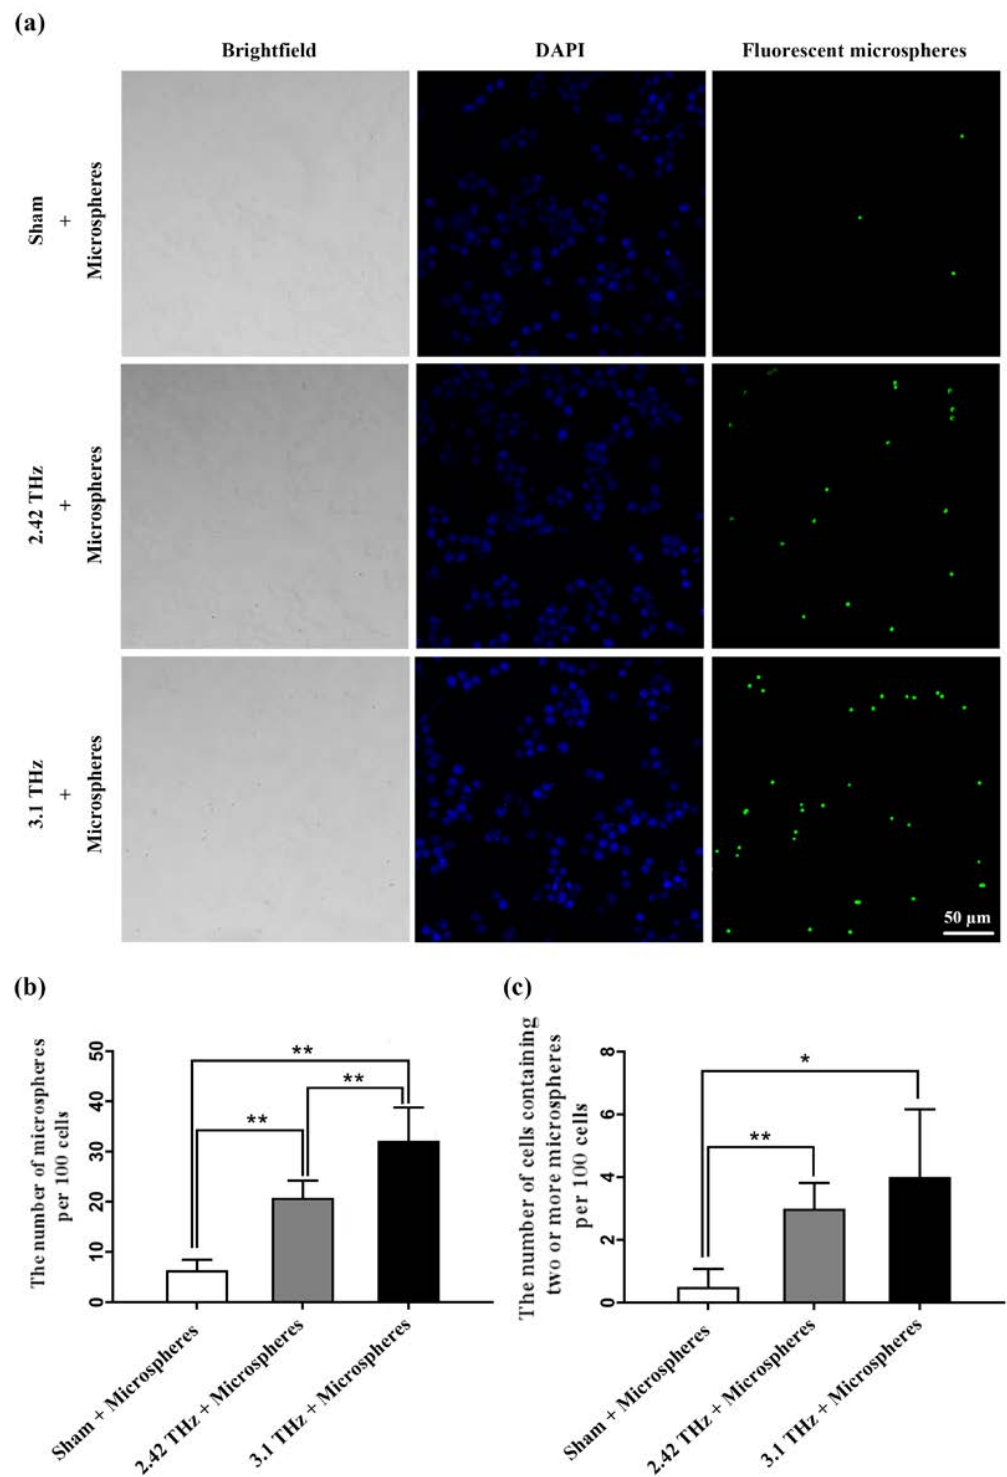 (a)
Brightfield
DAPI
Fluorescent microspheres
Sham
+
Microspheres
2.42 THz
+
Microspheres
3.1 THz
+
Microspheres
50 µm
(b)
The number of microspheres
per 100 cells
50
40
30
20
10
0
**
**
**
Sham + Microspheres
2.42 THz + Microspheres
3.1 THz + Microspheres
(c)
The number of cells containing
two or more microspheres
per 100 cells
8
6
4
2
0
*
**
Sham + Microspheres
2.42 THz + Microspheres
3.1 THz + Microspheres